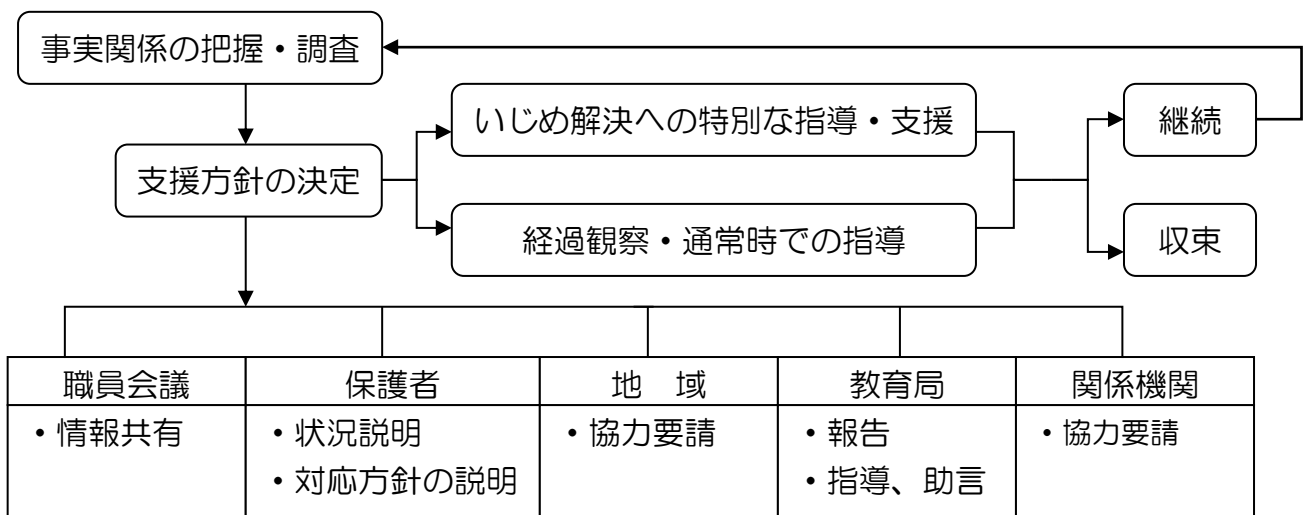 事実関係の把握・調査
いじめ解決への特別な指導・支援
継続
支援方針の決定
経過観察・通常時での指導
収束
職員会議
保護者
地　域
教育局
関係機関
・情報共有
・状況説明
・対応方針の説明
・協力要請
・報告
・指導、助言
・協力要請